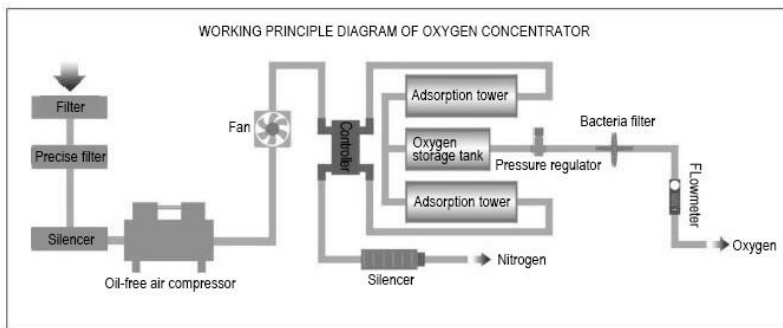 WORKING PRINCIPLE DIAGRAM OF OXYGEN CONCENTRATOR
Filter
Precise filter
Silencer
Oil-free air compressor
Fan
Controller
Adsorption tower
Oxygen
storage tank
Adsorption tower
Silencer
Nitrogen
Pressure regulator
Bacteria filter
FLowmeter
Oxygen